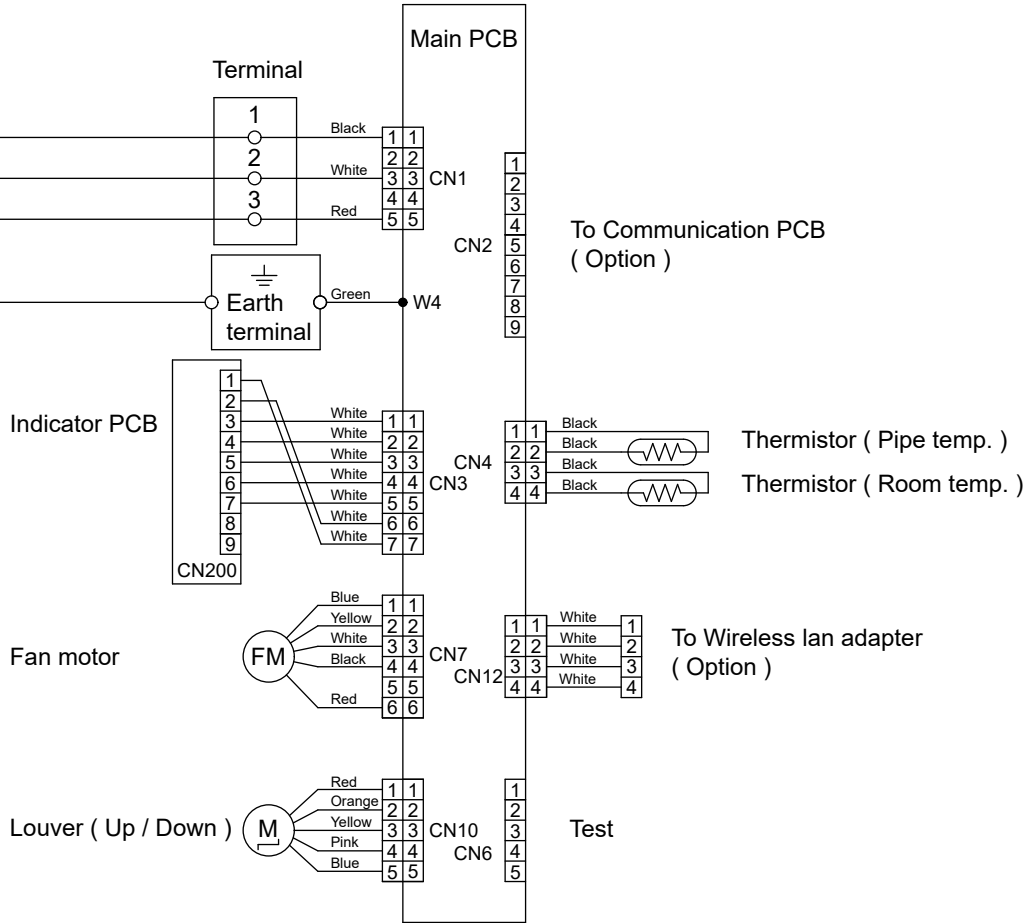 Main PCB
Terminal
1
2
3
Black
White
Red
1 1
2 2
3 3
4 4
5 5
CN1
1
2
3
4
5
6
7
8
9
CN2
To Communication PCB
( Option )
Earth
terminal
Green
W4
Indicator PCB
1
2
3
4
5
6
7
8
9
CN200
White
White
White
White
White
White
White
1 1
2 2
3 3
4 4
5 5
6 6
7 7
CN4
CN3
1 1
2 2
3 3
4 4
Black
Black
Black
Black
Thermistor ( Pipe temp. )
Thermistor ( Room temp. )
Fan motor
FM
Blue
Yellow
White
Black
Red
1 1
2 2
3 3
4 4
5 5
6 6
CN7
CN12
1 1
2 2
3 3
4 4
White
White
White
White
1
2
3
4
To Wireless lan adapter
( Option )
Louver ( Up / Down )
M
Red
Orange
Yellow
Pink
Blue
1 1
2 2
3 3
4 4
5 5
CN10
CN6
1
2
3
4
5
Test